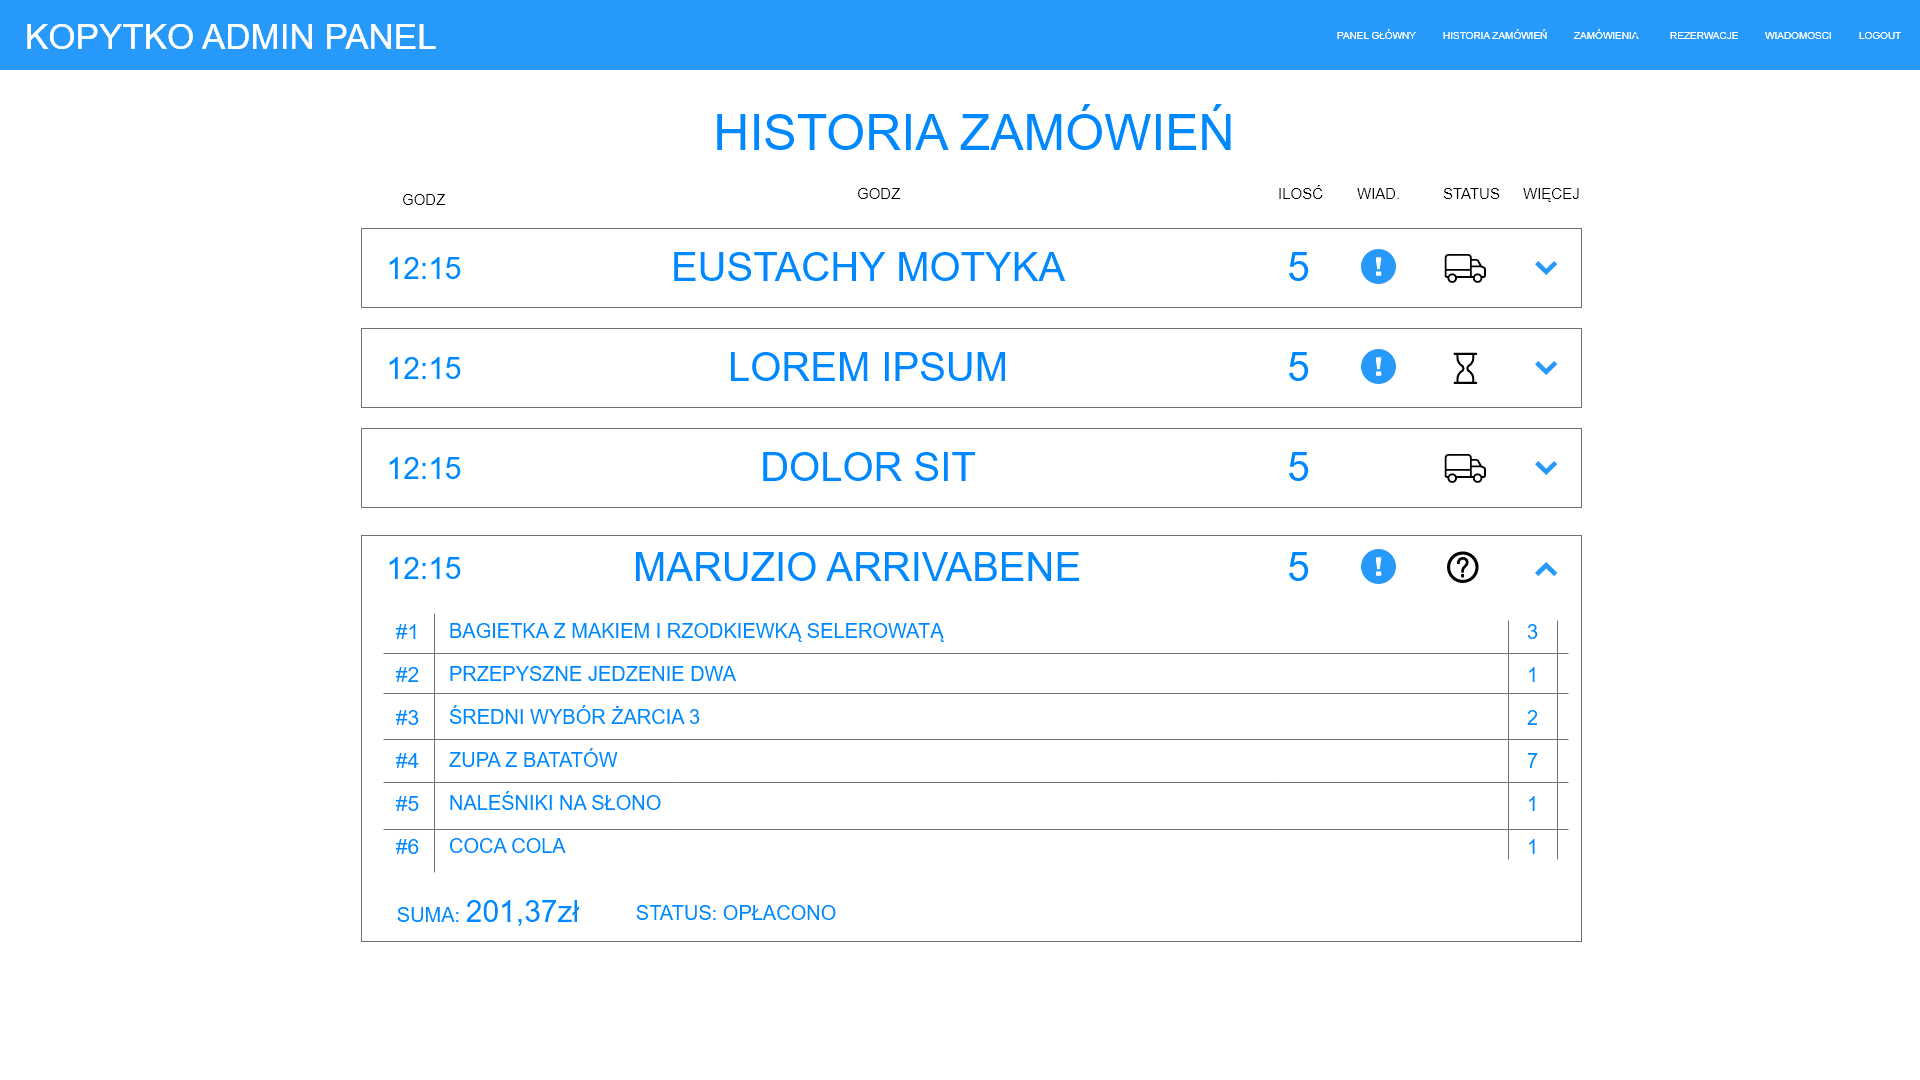 KOPYTKO ADMIN PANEL
PANEL GŁÓWNY HISTORIA ZAMÓWIEŃ ZAMÓWIENIA REZERWACJE WIADOMOSCI LOGOUT
HISTORIA ZAMÓWIEŃ
GODZ GODZ ILOSĆ WIAD. STATUS WIĘCEJ
12:15 EUSTACHY MOTYKA 5 !
12:15 LOREM IPSUM 5 !
12:15 DOLOR SIT 5
12:15 MARUZIO ARRIVABENE 5 ! ?
#1 BAGIETKA Z MAKIEM I RZODKIEWKĄ SELEROWATĄ 3
#2 PRZEPYSZNE JEDZENIE DWA 1
#3 ŚREDNI WYBÓR ŻARCIA 3 2
#4 ZUPA Z BATATÓW 7
#5 NALEŚNIKI NA SŁONO 1
#6 COCA COLA 1
SUMA: 201,37zł STATUS: OPŁACONO